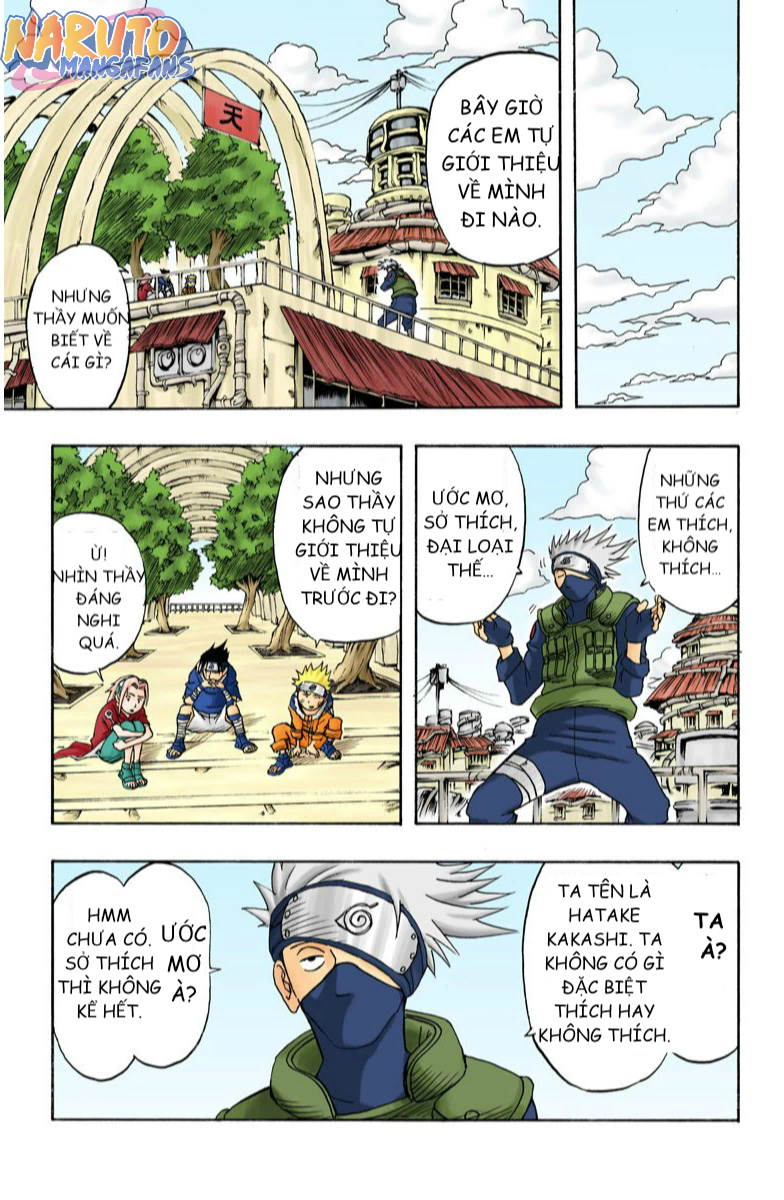 NARUTO
MANGAFANS
天
BÂY GIỜ
CÁC EM TỰ
GIỚI THIỆU
VỀ MÌNH
ĐI NÀO.
NHƯNG
THẦY MUỐN
BIẾT VỀ
CÁI GÌ?
NHỮNG
THỨ CÁC
EM THÍCH,
KHÔNG
THÍCH...
ƯỚC MƠ,
SỞ THÍCH,
ĐẠI LOẠI
THẾ...
NHƯNG
SAO THẦY
KHÔNG TỰ
GIỚI THIỆU
VỀ MÌNH
TRƯỚC ĐI?
Ừ!
NHÌN THẦY
ĐÁNG
NGHI
QUÁ.
TA
À?
TA TÊN LÀ
HATAKE
KAKASHI. TA
KHÔNG CÓ GÌ
ĐẶC BIỆT
THÍCH HAY
KHÔNG THÍCH.
ƯỚC
MƠ
À?
HMM
CHƯA CÓ.
SỞ THÍCH
THÌ KHÔNG
KỂ HẾT.